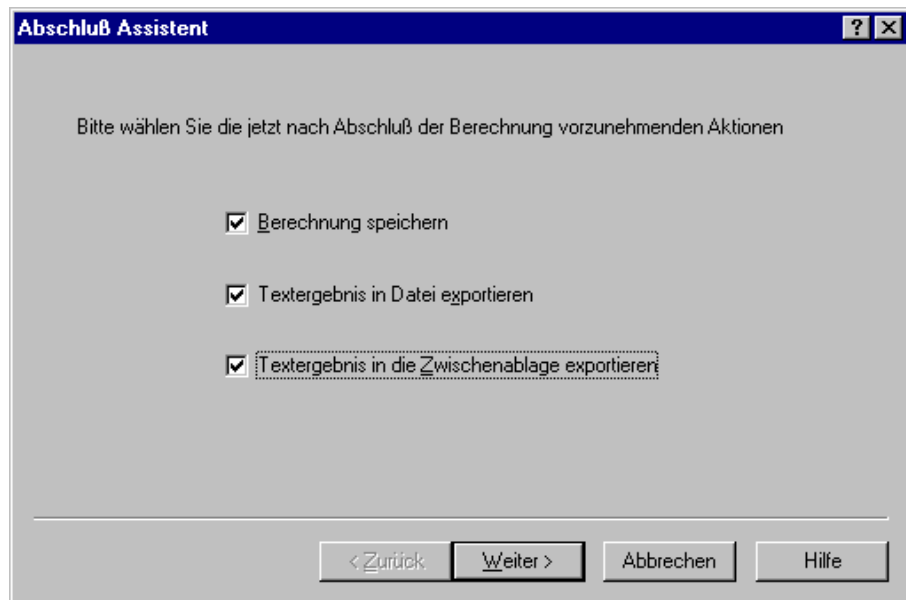 Abschluß Assistent
?
Bitte wählen Sie die jetzt nach Abschluß der Berechnung vorzunehmenden Aktionen
Berechnung speichern
Textergebnis in Datei exportieren
Textergebnis in die Zwischenablage exportieren
< Zurück
Weiter >
Abbrechen
Hilfe